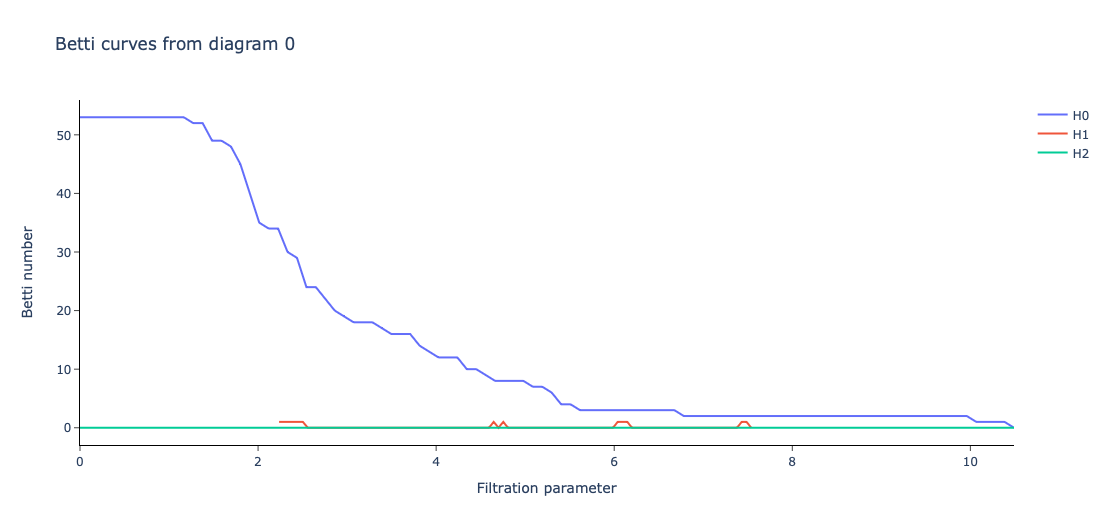 Betti curves from diagram 0
H0
H1
H2
50
40
30
20
10
0
Betti number
0 2 4 6 8 10
Filtration parameter